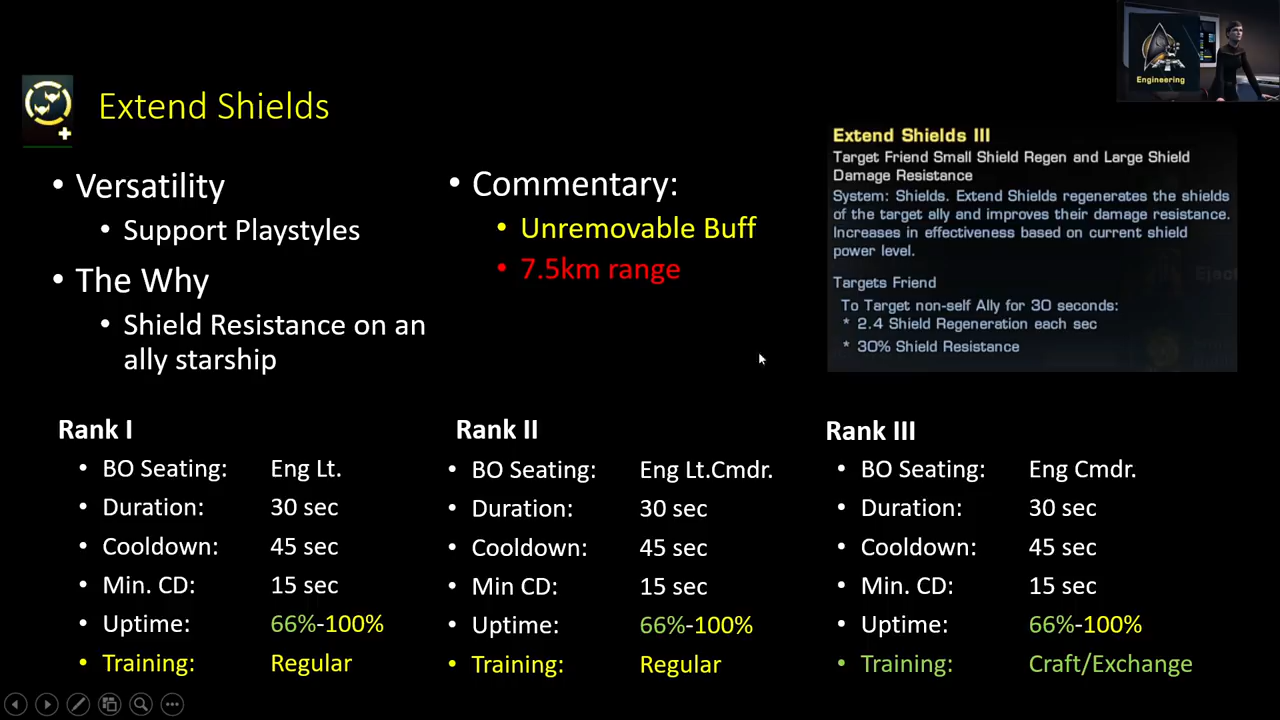 Engineering
Extend Shields
• Versatility
• Support Playstyles
• The Why
• Shield Resistance on an
ally starship
• Commentary:
• Unremovable Buff
• 7.5km range
Extend Shields III
Target Friend Small Shield Regen and Large Shield
Damage Resistance
System: Shields. Extend Shields regenerates the shields
of the target ally and improves their damage resistance.
Increases in effectiveness based on current shield
power level.
Targets Friend
To Target non-self Ally for 30 seconds:
* 2.4 Shield Regeneration each sec
* 30% Shield Resistance
Rank I
• BO Seating: Eng Lt.
• Duration: 30 sec
• Cooldown: 45 sec
• Min. CD: 15 sec
• Uptime: 66%-100%
• Training: Regular
Rank II
• BO Seating: Eng Lt.Cmdr.
• Duration: 30 sec
• Cooldown: 45 sec
• Min CD: 15 sec
• Uptime: 66%-100%
• Training: Regular
Rank III
• BO Seating: Eng Cmdr.
• Duration: 30 sec
• Cooldown: 45 sec
• Min. CD: 15 sec
• Uptime: 66%-100%
• Training: Craft/Exchange